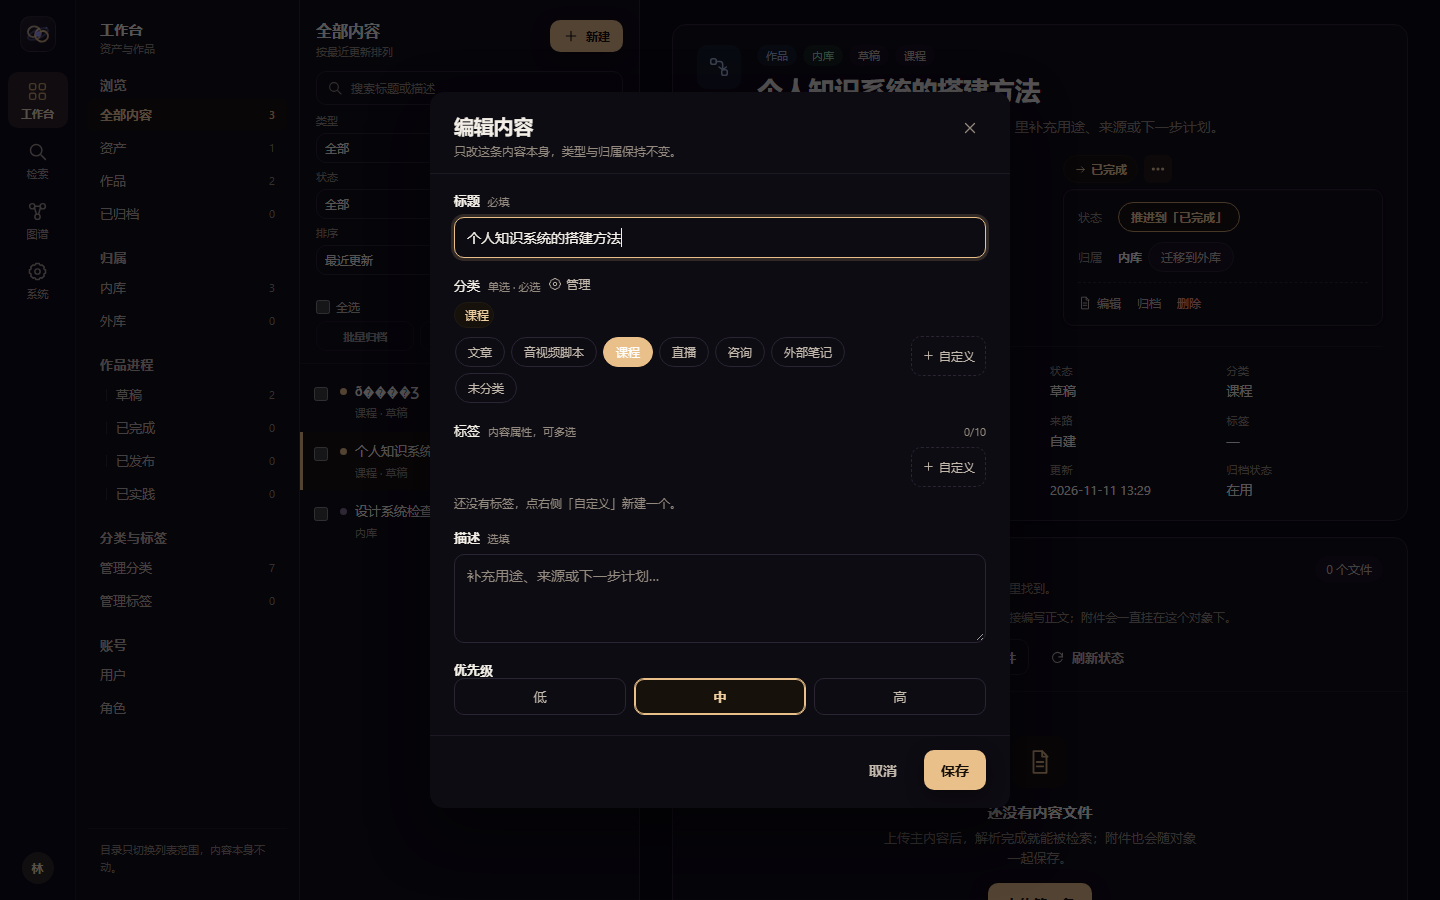 工作台
检索
图谱
系统
林
工作台
资产与作品
浏览
全部内容 3
资产 1
作品 2
已归档 0
归属
内库 3
外库 0
作品进程
草稿 2
已完成 0
已发布 0
已实践 0
分类与标签
管理分类 7
管理标签 0
账号
用户
角色
目录只切换列表范围，内容本身不
动。
全部内容
按最近更新排列
+ 新建
搜索标题或描述
类型
全部
状态
全部
排序
最近更新
全选
批量归档
课程 · 草稿
个人知识系统
课程 · 草稿
设计系统检查
内库
作品 内库 草稿 课程
个人知识系统的搭建方法
里补充用途、来源或下一步计划。
→ 已完成 •••
状态 推进到「已完成」
归属 内库 迁移到外库
编辑 归档 删除
状态 分类
草稿 课程
来路 标签
自建 —
更新 归档状态
2026-11-11 13:29 在用
0 个文件
里找到。
接编写正文；附件会一直挂在这个对象下。
件 刷新状态
还没有内容文件
上传主内容后，解析完成就能被检索；附件也会随对象
一起保存。
编辑内容
只改这条内容本身，类型与归属保持不变。
标题 必填
个人知识系统的搭建方法
分类 单选 · 必选 管理
课程
文章 音视频脚本 课程 直播 咨询 外部笔记
未分类
+ 自定义
标签 内容属性，可多选 0/10
+ 自定义
还没有标签，点右侧「自定义」新建一个。
描述 选填
补充用途、来源或下一步计划...
优先级
低 中 高
取消 保存